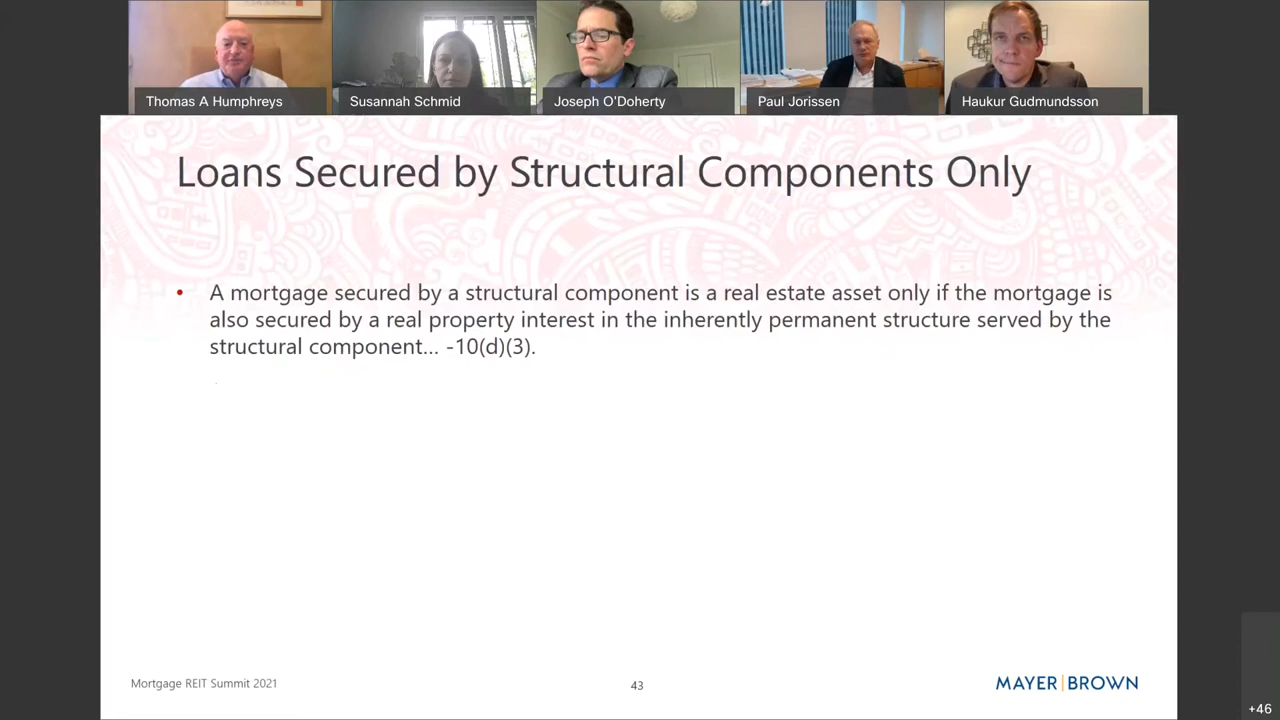 Thomas A Humphreys
Susannah Schmid
Joseph O'Doherty
Paul Jorissen
Haukur Gudmundsson
Loans Secured by Structural Components Only
• A mortgage secured by a structural component is a real estate asset only if the mortgage is
also secured by a real property interest in the inherently permanent structure served by the
structural component... -10(d)(3).
Mortgage REIT Summit 2021
43
MAYER|BROWN
+46